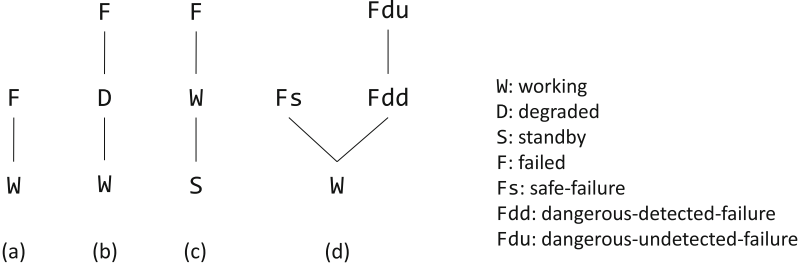 F F Fdu
F D W Fs Fdd
W W S W
(a) (b) (c) (d)
W: working
D: degraded
S: standby
F: failed
Fs: safe-failure
Fdd: dangerous-detected-failure
Fdu: dangerous-undetected-failure